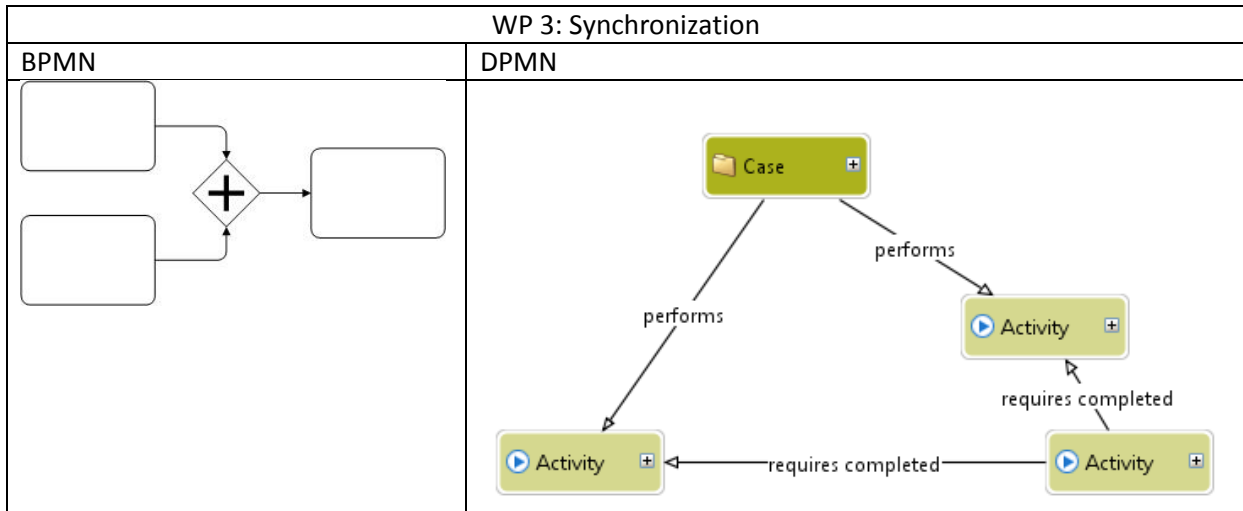 WP 3: Synchronization
BPMN
DPMN
Case
performs
performs
Activity
requires completed
Activity
requires completed
Activity